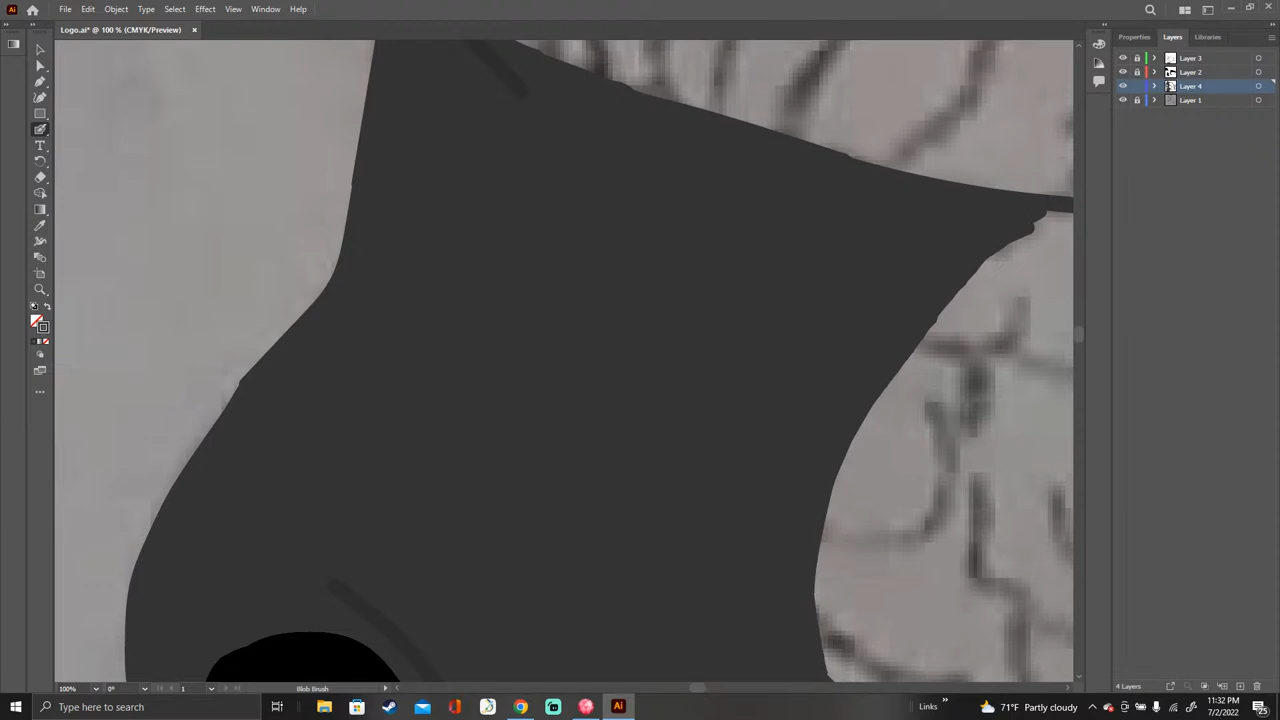 File Edit Object Type Select Effect View Window Help
Logo.ai* @ 100 % (CMYK/Preview)
Properties Layers Libraries
Layer 3
Layer 2
Layer 4
Layer 1
100% 0° 1 Blob Brush
4 Layers
Type here to search
Links
71°F Partly cloudy
11:32 PM
7/2/2022